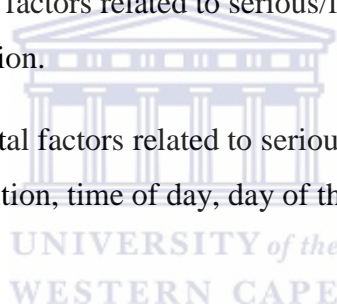 factors related to serious/
ion.
tal factors related to seriou
tion, time of day, day of th
UNIVERSITY of the
WESTERN CAPE